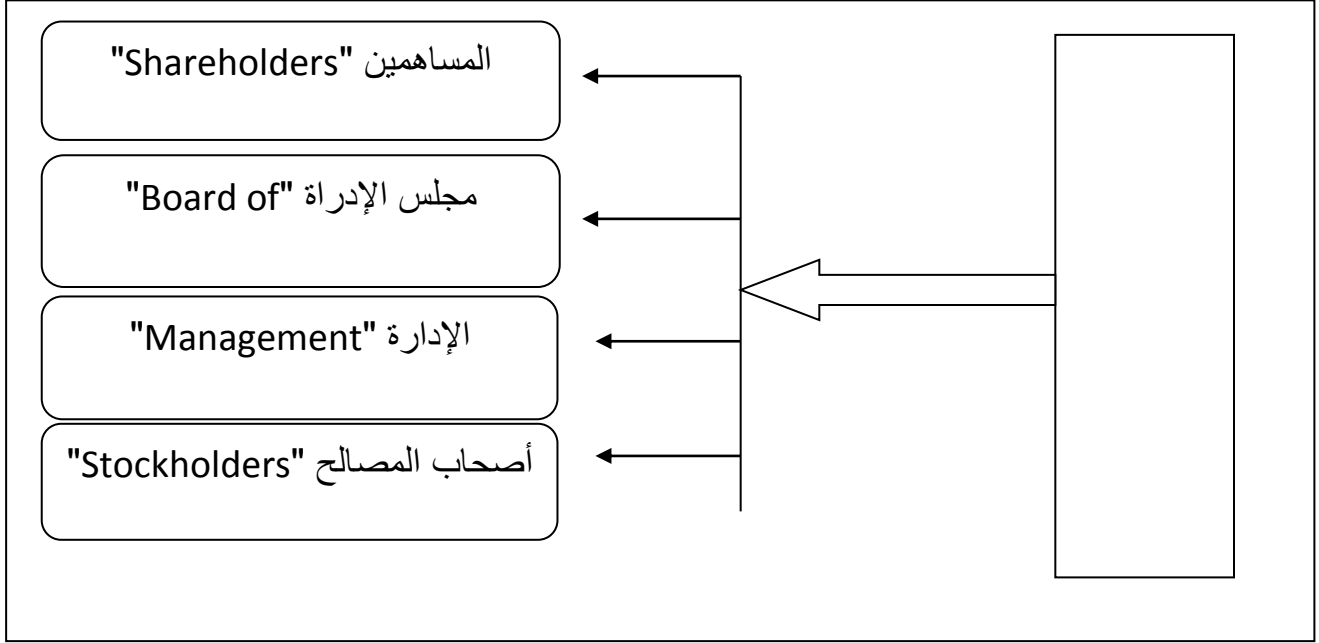 المساهمين "Shareholders"
مجلس الإدراة "Board of"
الإدارة "Management"
أصحاب المصالح "Stockholders"